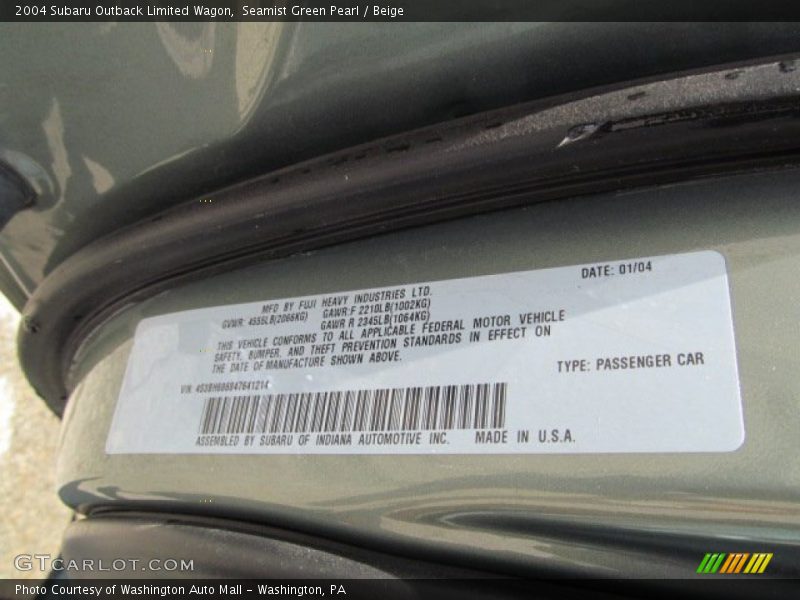 2004 Subaru Outback Limited Wagon, Seamist Green Pearl / Beige
DATE: 01/04
MFD BY FUJI HEAVY INDUSTRIES LTD.
GVWR: 4555LB(2066KG) GAWR:F 2210LB(1002KG)
GAWR R 2345LB(1064KG)
THIS VEHICLE CONFORMS TO ALL APPLICABLE FEDERAL MOTOR VEHICLE
SAFETY, BUMPER, AND THEFT PREVENTION STANDARDS IN EFFECT ON
THE DATE OF MANUFACTURE SHOWN ABOVE.
TYPE: PASSENGER CAR
VIN:
ASSEMBLED BY SUBARU OF INDIANA AUTOMOTIVE INC. MADE IN U.S.A.
GTCARLOT.COM
Photo Courtesy of Washington Auto Mall - Washington, PA